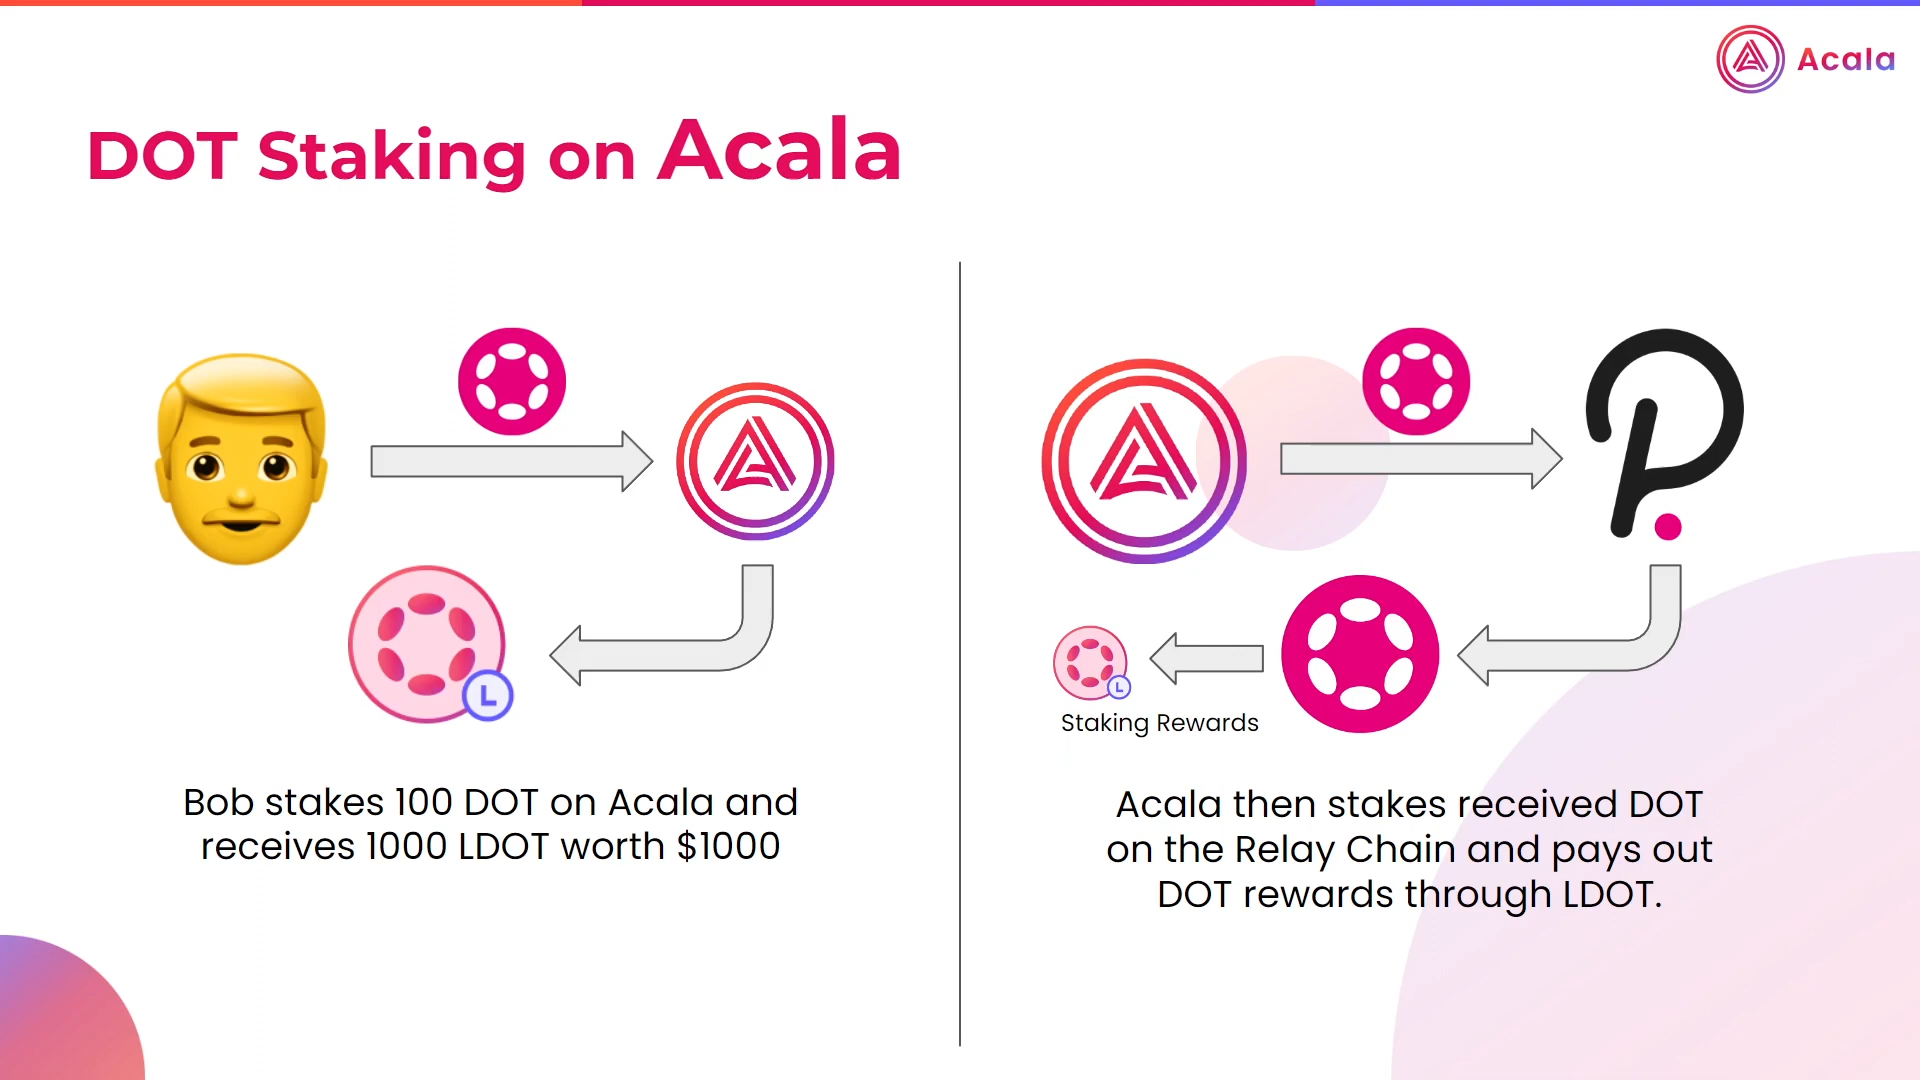 Acala
DOT Staking on Acala
L
L
Staking Rewards
Bob stakes 100 DOT on Acala and
receives 1000 LDOT worth $1000
Acala then stakes received DOT
on the Relay Chain and pays out
DOT rewards through LDOT.